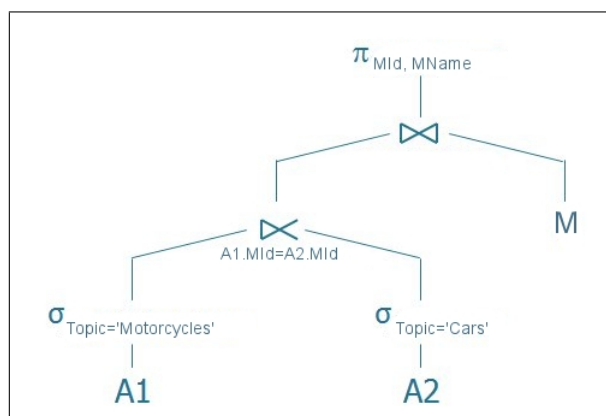 π MId, MName
⋈
⋉
A1.MId=A2.MId
M
σ Topic='Motorcycles'
σ Topic='Cars'
A1
A2